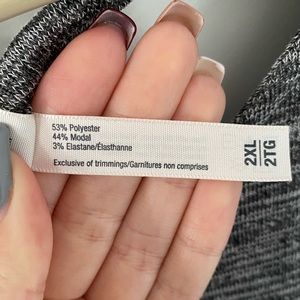 53% Polyester
44% Modal
3% Elastane/Élasthanne
Exclusive of trimmings/Garnitures non comprises
2XL
2TG